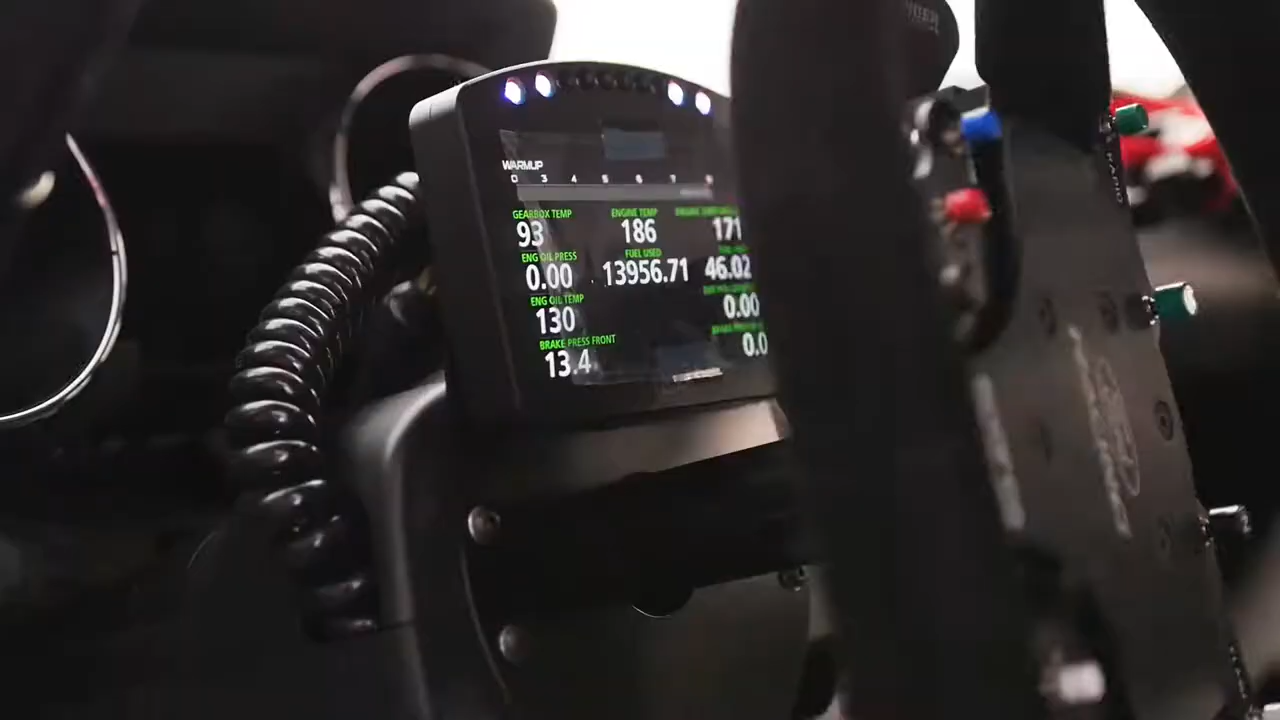 WARMUP
0 3 4 5 6 7 8
GEARBOX TEMP ENGINE TEMP
93 186 171
ENG OIL PRESS FUEL USED
0.00 13956.71 46.02
ENG OIL TEMP
130 0.00
BRAKE PRESS FRONT
13.4 0.0
RADIO